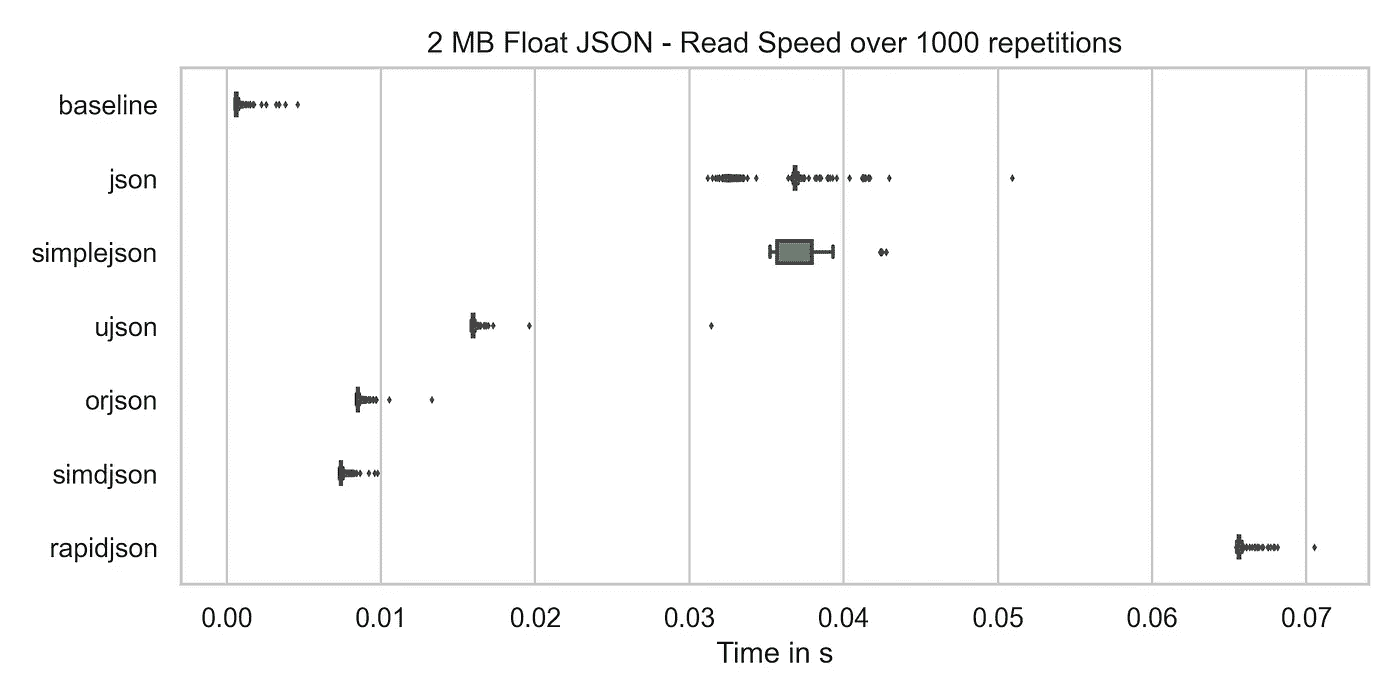 2 MB Float JSON - Read Speed over 1000 repetitions
baseline
json
simplejson
ujson
orjson
simdjson
rapidjson
0.00 0.01 0.02 0.03 0.04 0.05 0.06 0.07
Time in s